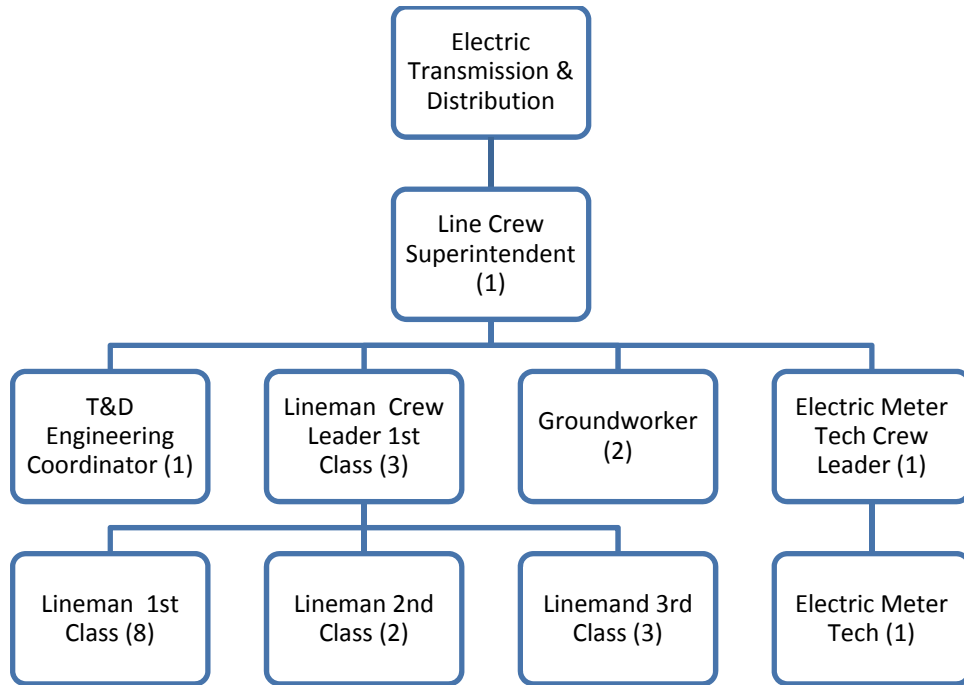 Electric
Transmission &
Distribution
Line Crew
Superintendent
(1)
T&D
Engineering
Coordinator (1)
Lineman  Crew
Leader 1st
Class (3)
Groundworker
(2)
Electric Meter
Tech Crew
Leader (1)
Lineman  1st
Class (8)
Lineman 2nd
Class (2)
Linemand 3rd
Class (3)
Electric Meter
Tech (1)